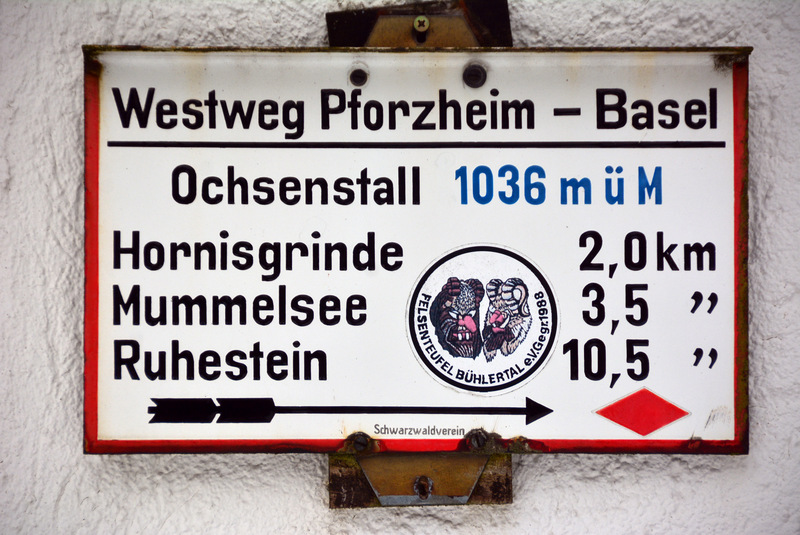 Westweg Pforzheim – Basel
Ochsenstall 1036 m ü M
Hornisgrinde 2,0 km
Mummelsee 3,5 ”
Ruhestein 10,5 ”
FELSENTEUFEL BÜHLERTAL e.V. Gegr. 1988
Schwarzwaldverein